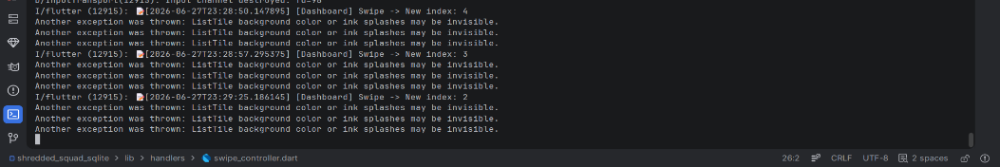 D/InputTransport(12915): Input channel destroyed: fd=98
I/flutter (12915): 📝[2026-06-27T23:28:50.147895] [Dashboard] Swipe -> New index: 4
Another exception was thrown: ListTile background color or ink splashes may be invisible.
Another exception was thrown: ListTile background color or ink splashes may be invisible.
Another exception was thrown: ListTile background color or ink splashes may be invisible.
I/flutter (12915): 📝[2026-06-27T23:28:57.295375] [Dashboard] Swipe -> New index: 3
Another exception was thrown: ListTile background color or ink splashes may be invisible.
Another exception was thrown: ListTile background color or ink splashes may be invisible.
Another exception was thrown: ListTile background color or ink splashes may be invisible.
I/flutter (12915): 📝[2026-06-27T23:29:25.186145] [Dashboard] Swipe -> New index: 2
Another exception was thrown: ListTile background color or ink splashes may be invisible.
Another exception was thrown: ListTile background color or ink splashes may be invisible.
Another exception was thrown: ListTile background color or ink splashes may be invisible.
shredded_squad_sqlite > lib > handlers > swipe_controller.dart 26:2 CRLF UTF-8 2 spaces